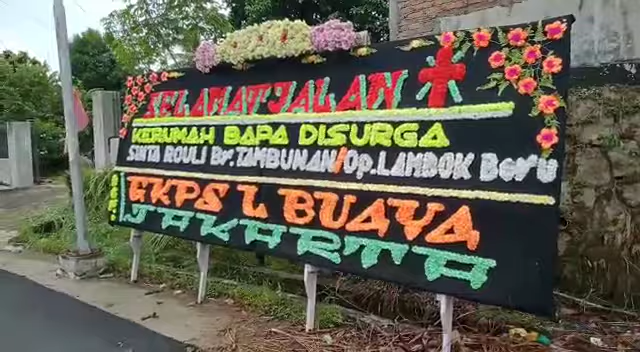 SELAMAT JALAN
KERUMAH BAPA DISURGA
SINTA ROULI Br. TAMBUNAN/Op. LAMBOK Boru
GKPS L BUAYA
JAKARTA